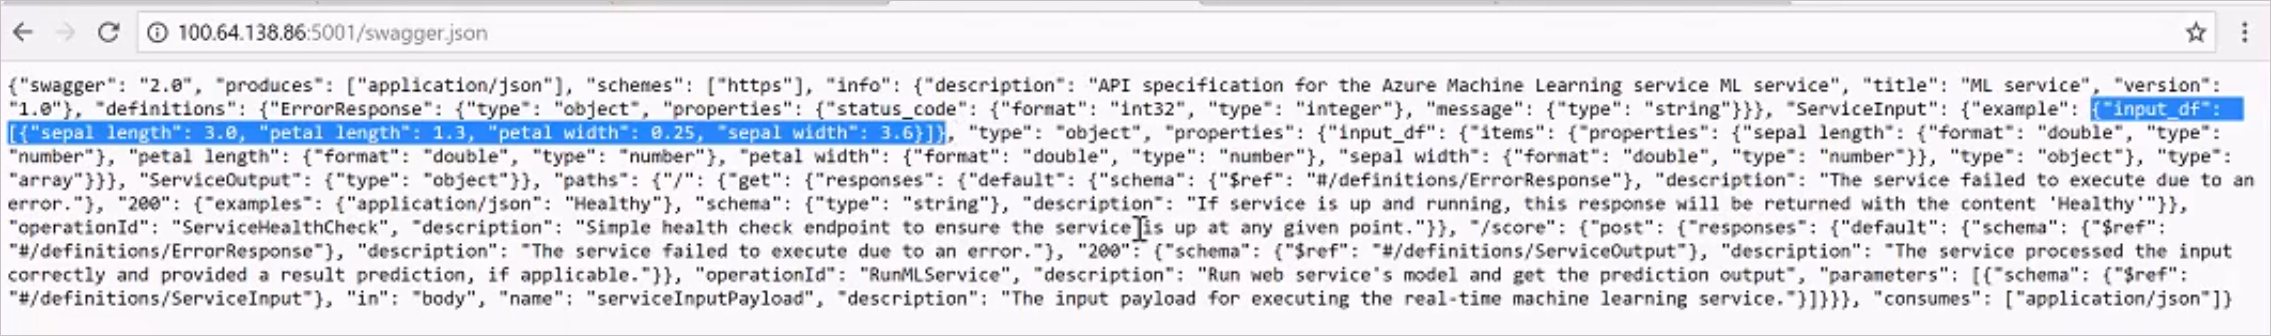 100.64.138.86:5001/swagger.json
{"swagger": "2.0", "produces": ["application/json"], "schemes": ["https"], "info": {"description": "API specification for the Azure Machine Learning service ML service", "title": "ML service", "version":
"1.0"}, "definitions": {"ErrorResponse": {"type": "object", "properties": {"status_code": {"format": "int32", "type": "integer"}, "message": {"type": "string"}}}, "ServiceInput": {"example": {"input_df":
[{"sepal length": 3.0, "petal length": 1.3, "petal width": 0.25, "sepal width": 3.6}]}, "type": "object", "properties": {"input_df": {"items": {"properties": {"sepal length": {"format": "double", "type":
"number"}, "petal length": {"format": "double", "type": "number"}, "petal width": {"format": "double", "type": "number"}, "sepal width": {"format": "double", "type": "number"}}, "type": "object"}, "type":
"array"}}}, "ServiceOutput": {"type": "object"}}, "paths": {"/": {"get": {"responses": {"default": {"schema": {"$ref": "#/definitions/ErrorResponse"}, "description": "The service failed to execute due to an
error."}, "200": {"examples": {"application/json": "Healthy"}, "schema": {"type": "string"}, "description": "If service is up and running, this response will be returned with the content 'Healthy'"}},
"operationId": "ServiceHealthCheck", "description": "Simple health check endpoint to ensure the service is up at any given point."}}, "/score": {"post": {"responses": {"default": {"schema": {"$ref":
"#/definitions/ErrorResponse"}, "description": "The service failed to execute due to an error."}, "200": {"schema": {"$ref": "#/definitions/ServiceOutput"}, "description": "The service processed the input
correctly and provided a result prediction, if applicable."}}, "operationId": "RunMLService", "description": "Run web service's model and get the prediction output", "parameters": [{"schema": {"$ref":
"#/definitions/ServiceInput"}, "in": "body", "name": "serviceInputPayload", "description": "The input payload for executing the real-time machine learning service."}]}}}, "consumes": ["application/json"]}